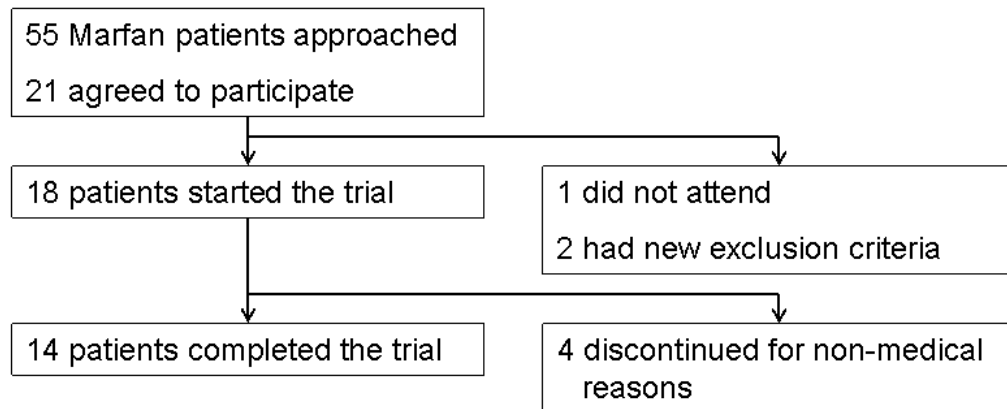 55 Marfan patients approached
21 agreed to participate
18 patients started the trial
1 did not attend
2 had new exclusion criteria
14 patients completed the trial
4 discontinued for non-medical
reasons